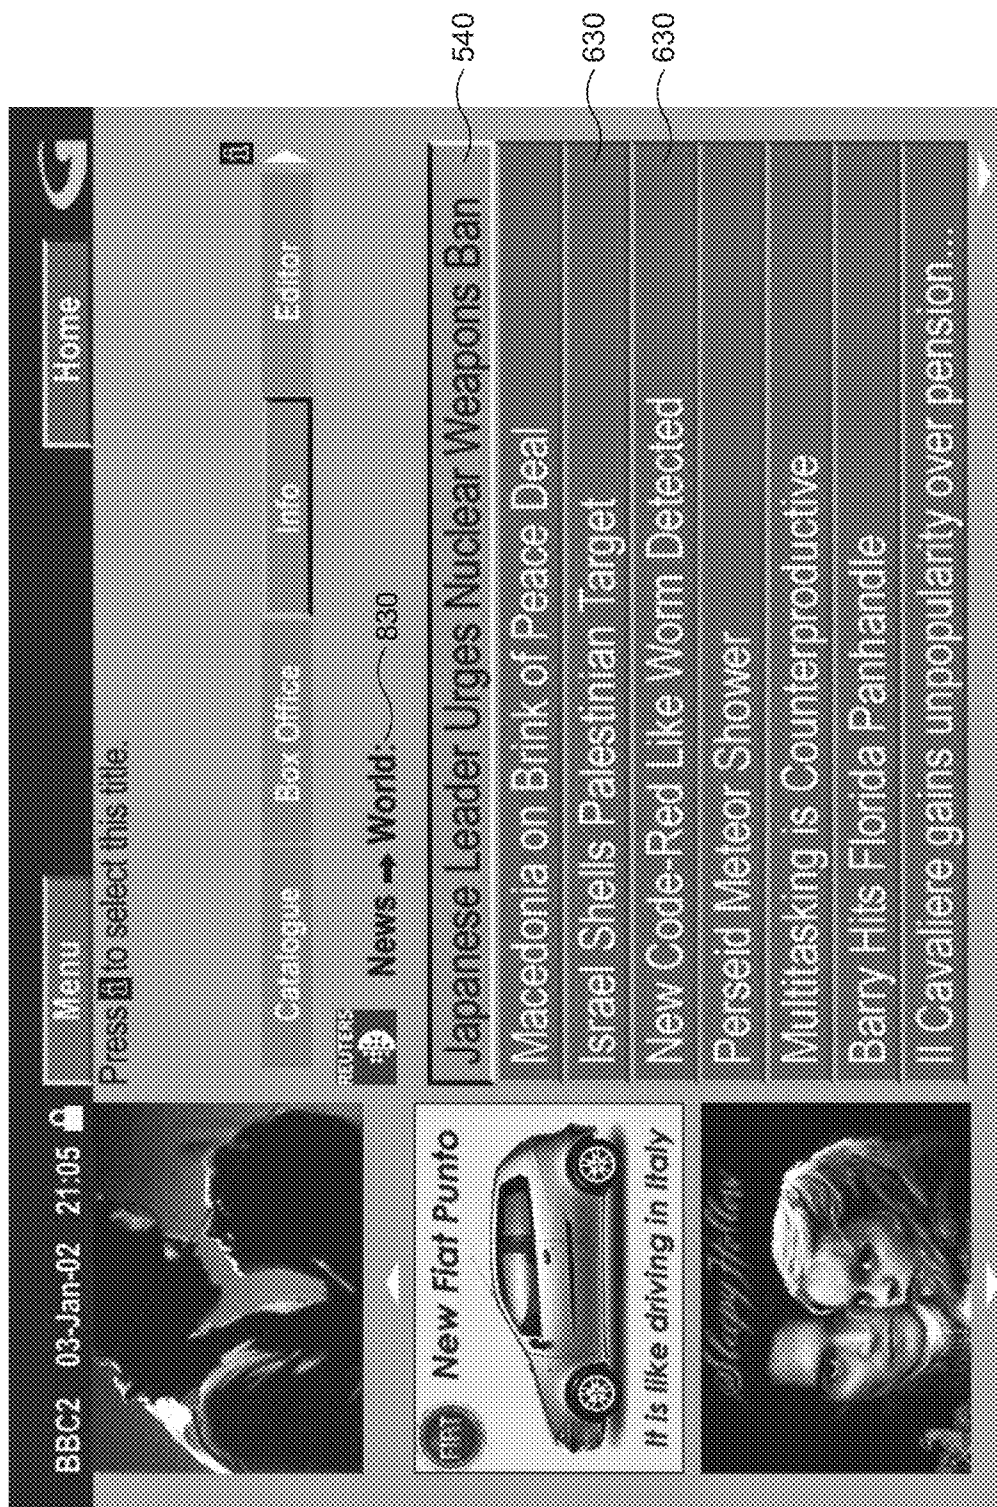 BBC2 03-Jan-02 21:05 Menu Home
Press to select this title.
Catalogue Box Office Info Editor
REUTERS News → World: 830
Japanese Leader Urges Nuclear Weapons Ban 540
Macedonia on Brink of Peace Deal
Israel Shells Palestinian Target 630
New Code-Red Like Worm Detected 630
Perseid Meteor Shower
Mulitasking is Counterproductive
Barry Hits Florida Panhandle
Il Cavaliere gains unpopularity over pension...
FIAT New Fiat Punto
It is like driving in Italy